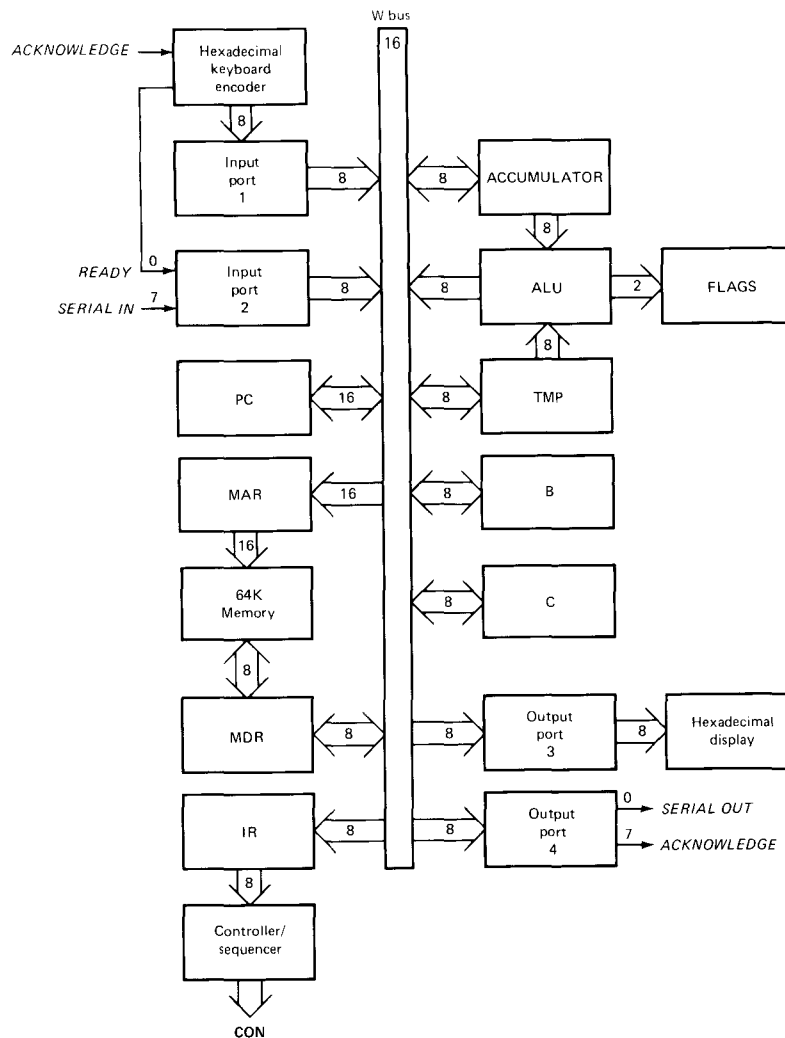 W bus
16
ACKNOWLEDGE
Hexadecimal
keyboard
encoder
8
Input
port
1
8
8
ACCUMULATOR
8
READY
0
SERIAL IN
7
Input
port
2
8
8
ALU
2
FLAGS
8
PC
16
8
TMP
MAR
16
8
B
16
64K
Memory
8
C
8
MDR
8
8
Output
port
3
8
Hexadecimal
display
IR
8
8
Output
port
4
0
SERIAL OUT
7
ACKNOWLEDGE
8
Controller/
sequencer
CON